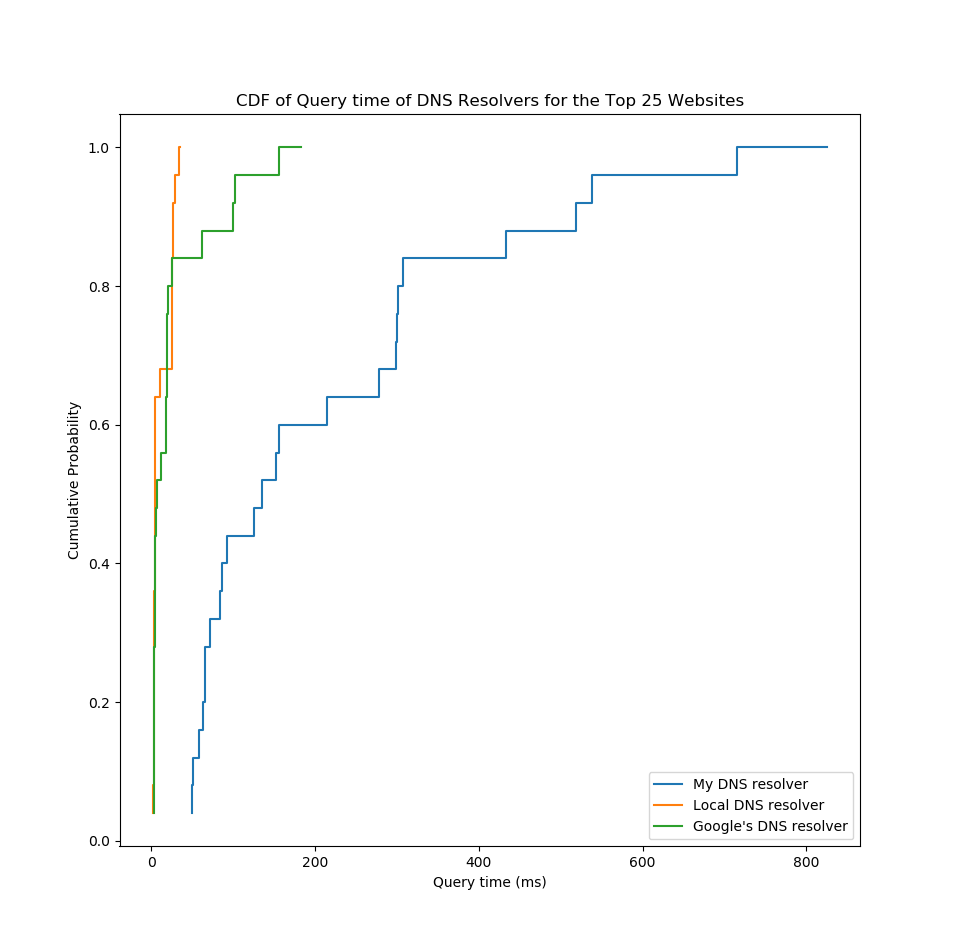 CDF of Query time of DNS Resolvers for the Top 25 Websites
1.0
0.8
0.6
0.4
0.2
0.0
Cumulative Probability
0 200 400 600 800
Query time (ms)
My DNS resolver
Local DNS resolver
Google's DNS resolver